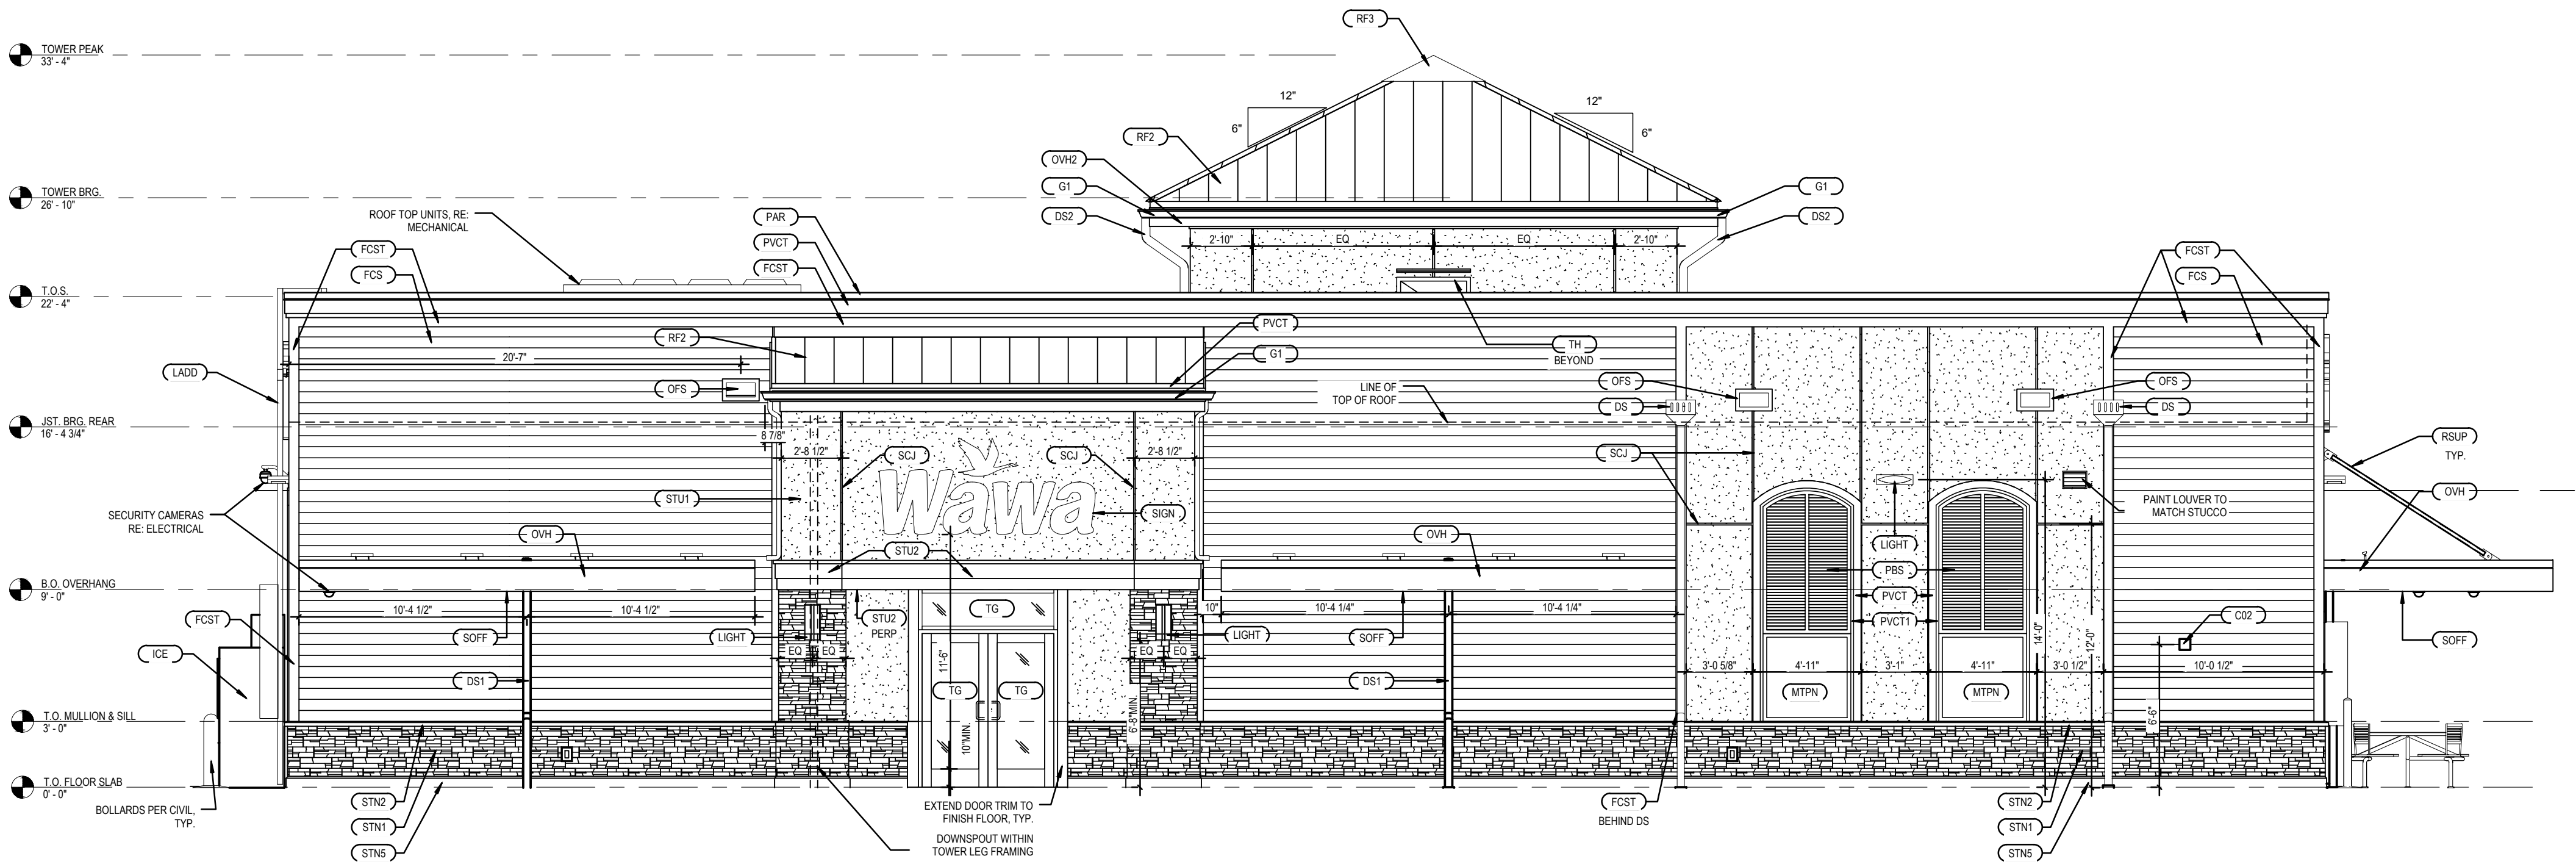 RF3
TOWER PEAK
33' - 4"
12"
12"
6"
6"
RF2
OVH2
TOWER BRG.
26' - 10"
G1
G1
ROOF TOP UNITS, RE:
MECHANICAL
PAR
DS2
DS2
PVCT
2'-10"
EQ
EQ
2'-10"
FCST
FCST
FCS
FCST
FCS
T.O.S.
22' - 4"
PVCT
RF2
TH
BEYOND
G1
20'-7"
LADD
OFS
LINE OF
TOP OF ROOF
OFS
OFS
DS
DS
JST. BRG. REAR
16' - 4 3/4"
8 7/8"
2'-8 1/2"
SCJ
SCJ
2'-8 1/2"
SCJ
RSUP
TYP.
STU1
Wawa
SIGN
PAINT LOUVER TO
MATCH STUCCO
OVH
SECURITY CAMERAS
RE: ELECTRICAL
OVH
OVH
STU2
LIGHT
PBS
B.O. OVERHANG
9' - 0"
PVCT
PVCT1
10'-4 1/2"
10'-4 1/2"
TG
10"
10'-4 1/4"
10'-4 1/4"
C02
FCST
STU2
PERP
SOFF
LIGHT
LIGHT
SOFF
14'-0"
12'-0"
SOFF
ICE
EQ
EQ
EQ
EQ
11'-6"
3'-0 5/8"
4'-11"
3'-1"
4'-11"
3'-0 1/2"
10'-0 1/2"
DS1
TG
TG
DS1
MTPN
MTPN
T.O. MULLION & SILL
3' - 0"
10"MIN.
6'-8"MIN.
6'-6"
T.O. FLOOR SLAB
0' - 0"
BOLLARDS PER CIVIL,
TYP.
STN2
STN1
STN5
EXTEND DOOR TRIM TO
FINISH FLOOR, TYP.
DOWNSPOUT WITHIN
TOWER LEG FRAMING
FCST
BEHIND DS
STN2
STN1
STN5